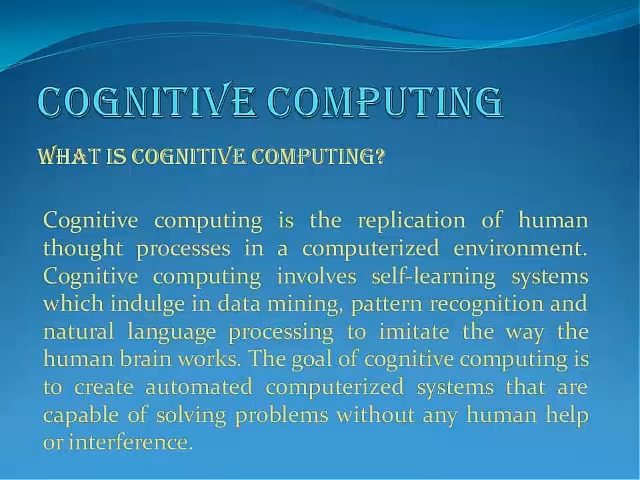 COGNITIVE COMPUTING
WHAT IS COGNITIVE COMPUTING?
Cognitive computing is the replication of human
thought processes in a computerized environment.
Cognitive computing involves self-learning systems
which indulge in data mining, pattern recognition and
natural language processing to imitate the way the
human brain works. The goal of cognitive computing is
to create automated computerized systems that are
capable of solving problems without any human help
or interference.